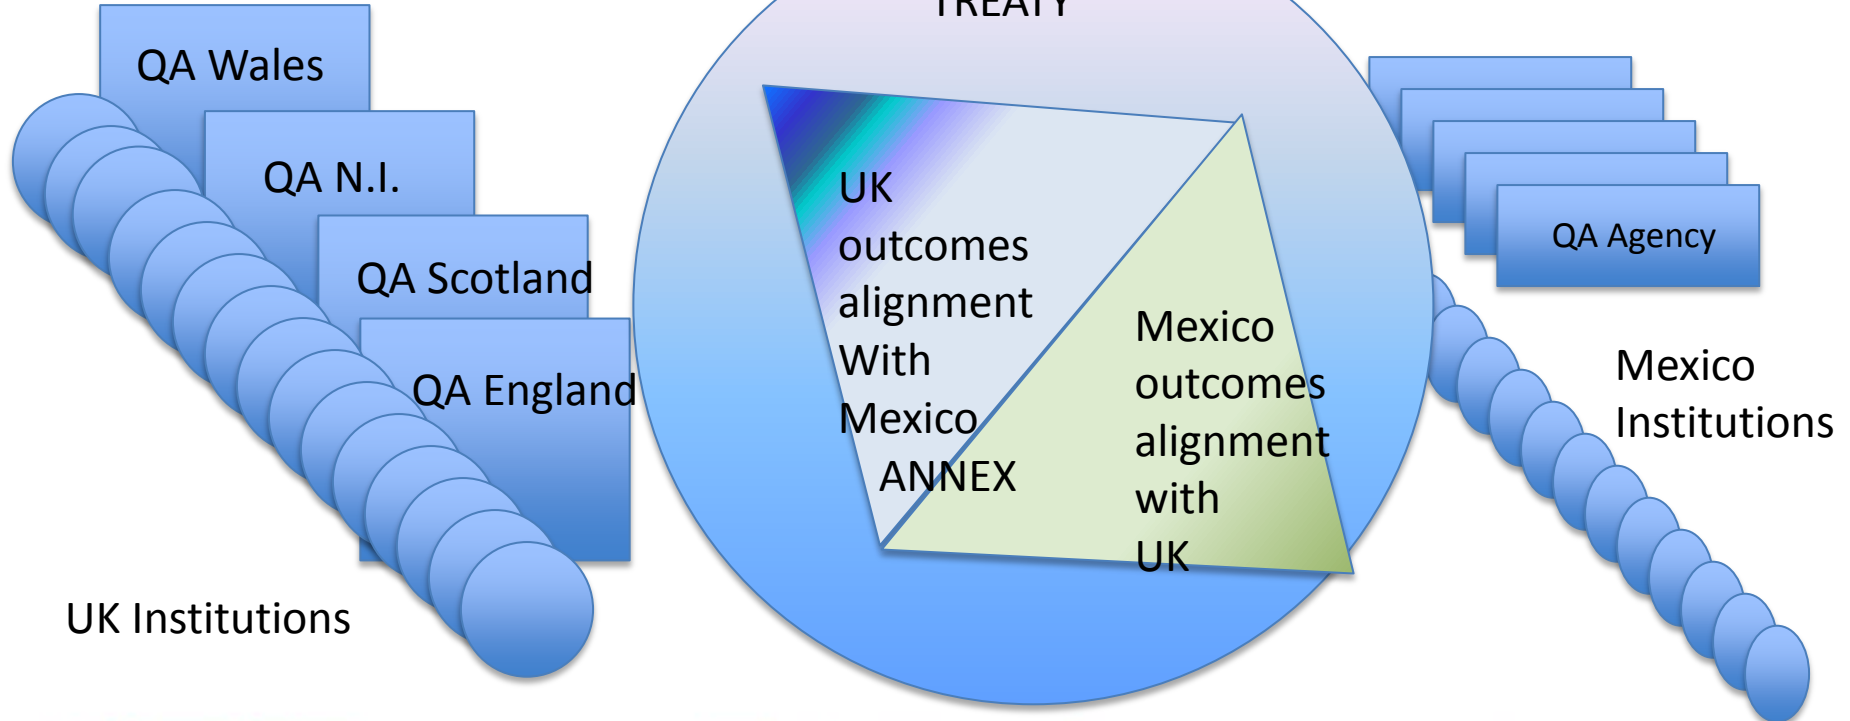 TREATY
QA Wales
QA N.I.
QA Scotland
QA England
UK Institutions
UK
outcomes
alignment
With
Mexico
ANNEX
Mexico
outcomes
alignment
with
UK
QA Agency
Mexico
Institutions